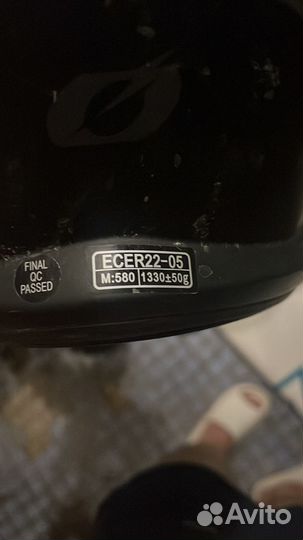 FINAL
QC
PASSED
ECER22-05
M:580 1330±50g
Avito